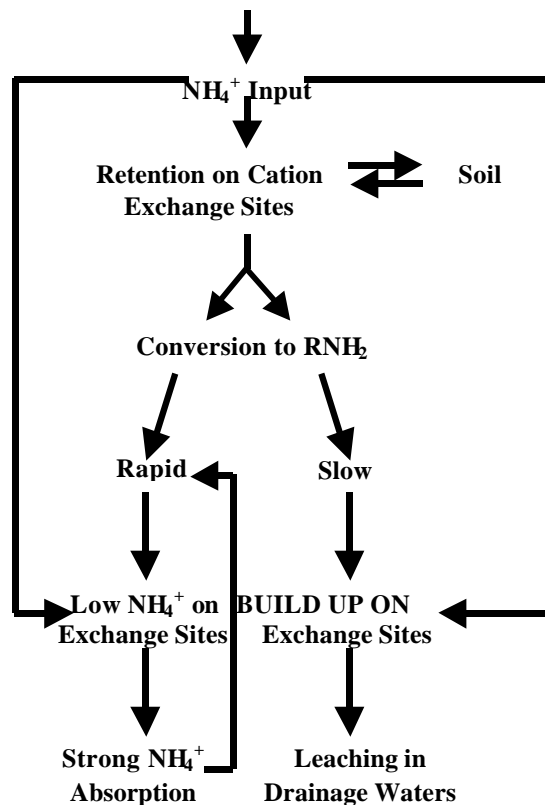 NH₄⁺ Input
Retention on Cation
Exchange Sites
Soil
Conversion to RNH₂
Rapid
Slow
Low NH₄⁺ on
Exchange Sites
BUILD UP ON
Exchange Sites
Strong NH₄⁺
Absorption
Leaching in
Drainage Waters